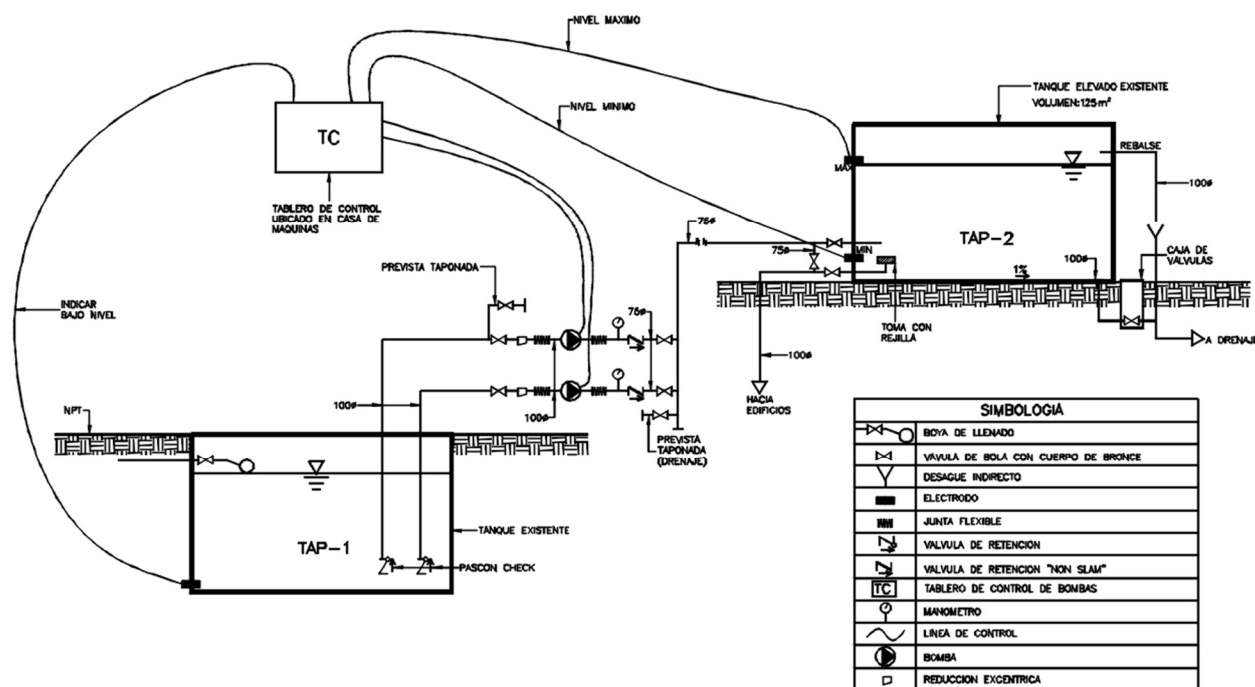 NIVEL MAXIMO
TC
NIVEL MINIMO
TABLERO DE CONTROL
UBICADO EN CASA DE
MAQUINAS
TANQUE ELEVADO EXISTENTE
VOLUMEN:125m²
REBALSE
MAX
100ø
TAP-2
75ø
75ø
MIN
100ø
CAJA DE
VALVULAS
1%
PREVISTA TAPONADA
INDICAR
BAJO NIVEL
75ø
TOMA CON
REJILLA
A DRENAJE
100ø
100ø
100ø
HACIA
EDIFICIOS
NPT
PREVISTA
TAPONADA
(DRENAJE)
TANQUE EXISTENTE
TAP-1
PASCON CHECK
SIMBOLOGIA
BOYA DE LLENADO
VAVULA DE BOLA CON CUERPO DE BRONCE
DESAGUE INDIRECTO
ELECTRODO
JUNTA FLEXIBLE
VALVULA DE RETENCION
VALVULA DE RETENCION "NON SLAM"
TC TABLERO DE CONTROL DE BOMBAS
MANOMETRO
LINEA DE CONTROL
BOMBA
REDUCCION EXCENTRICA